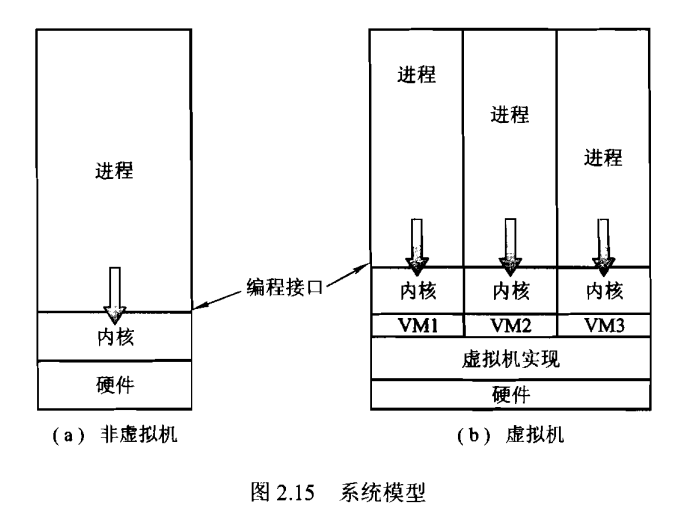 进程
内核
硬件
(a) 非虚拟机
编程接口
进程
进程
进程
内核 内核 内核
VM1 VM2 VM3
虚拟机实现
硬件
(b) 虚拟机
图 2.15 系统模型